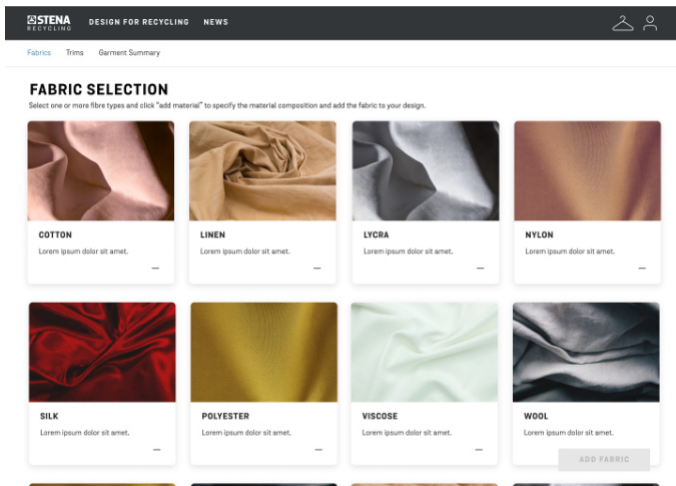 STENA
RECYCLING
DESIGN FOR RECYCLING
NEWS
Fabrics
Trims
Garment Summary
FABRIC SELECTION
Select one or more fibre types and click "add material" to specify the material composition and add the fabric to your design.
COTTON
Lorem ipsum dolor sit amet.
LINEN
Lorem ipsum dolor sit amet.
LYCRA
Lorem ipsum dolor sit amet.
NYLON
Lorem ipsum dolor sit amet.
SILK
Lorem ipsum dolor sit amet.
POLYESTER
Lorem ipsum dolor sit amet.
VISCOSE
Lorem ipsum dolor sit amet.
WOOL
Lorem ipsum dolor sit amet.
ADD FABRIC